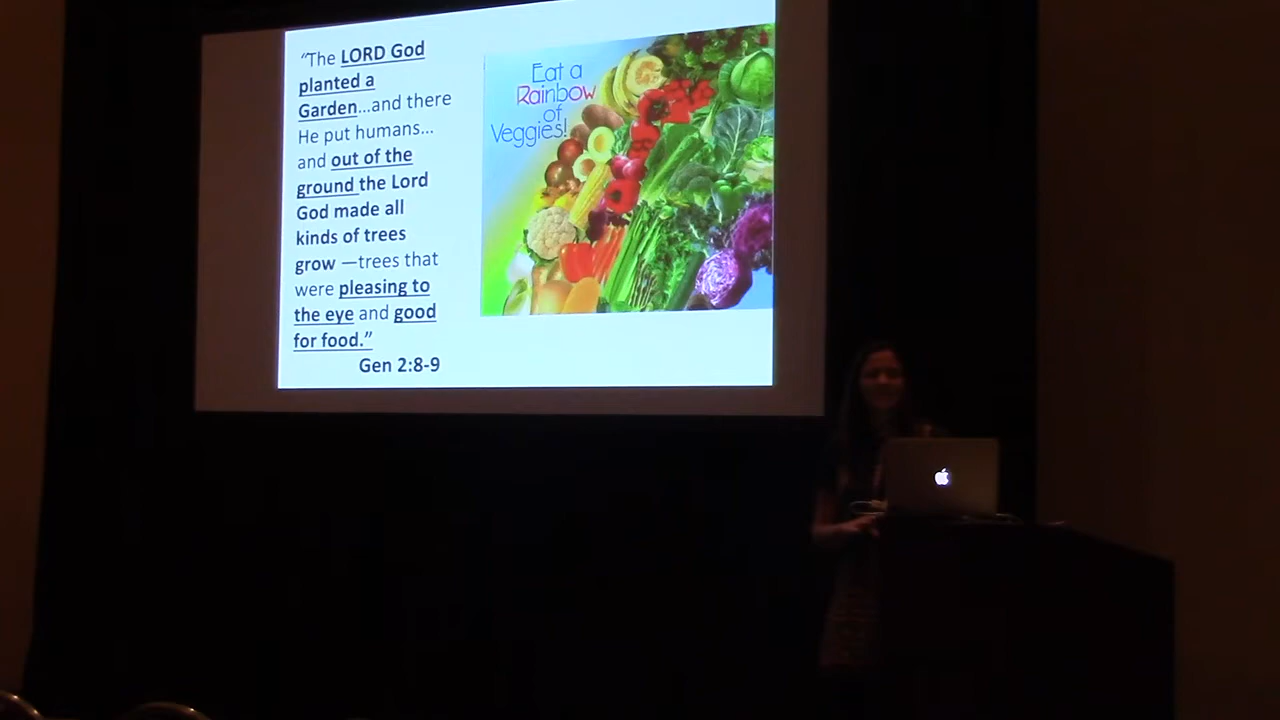 “The LORD God
planted a
Garden...and there
He put humans...
and out of the
ground the Lord
God made all
kinds of trees
grow —trees that
were pleasing to
the eye and good
for food.”
Gen 2:8-9
Eat a
Rainbow
of
Veggies!